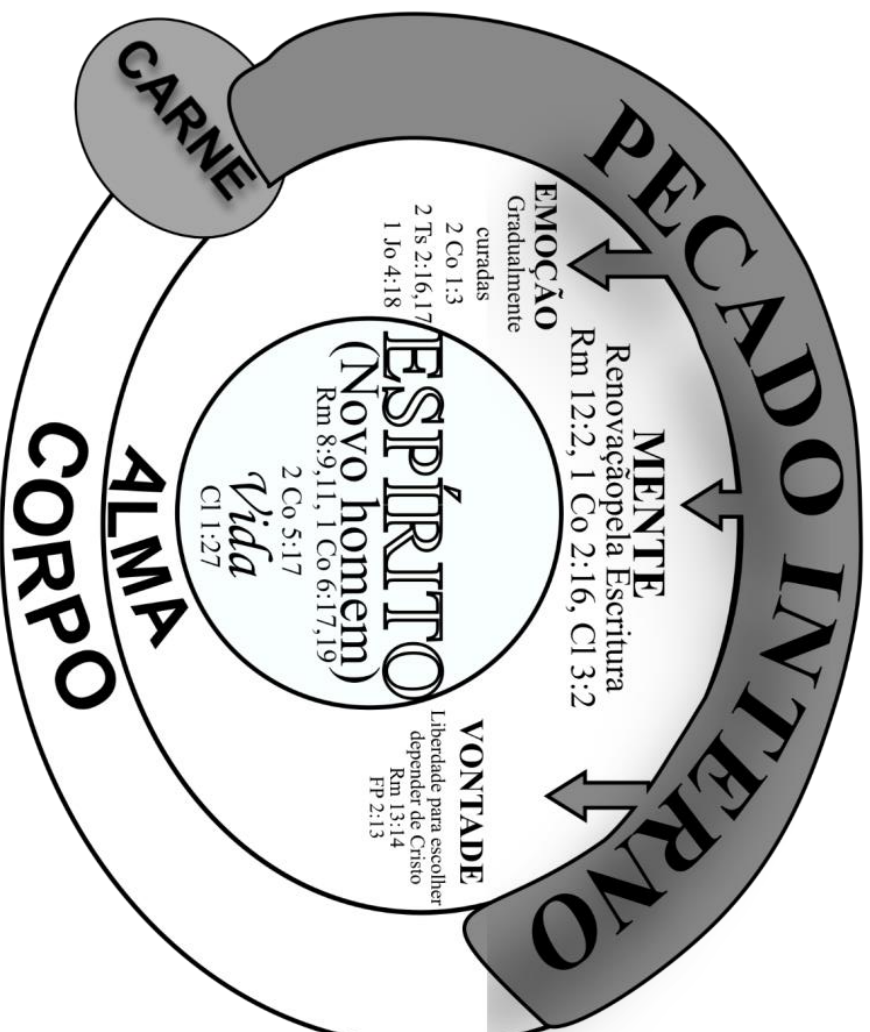 PECADO INTERNO
CARNE
MENTE
Renovaçãopela Escritura
Rm 12:2, 1 Co 2:16, Cl 3:2
EMOÇÃO
Gradualmente
curadas
2 Co 1:3
2 Ts 2:16,17
1 Jo 4:18
VONTADE
Liberdade para escolher
depender de Cristo
Rm 13:14
FP 2:13
ESPÍRITO
(Novo homem)
Rm 8:9,11, 1 Co 6:17,19
2 Co 5:17
Vida
Cl 1:27
ALMA
CORPO